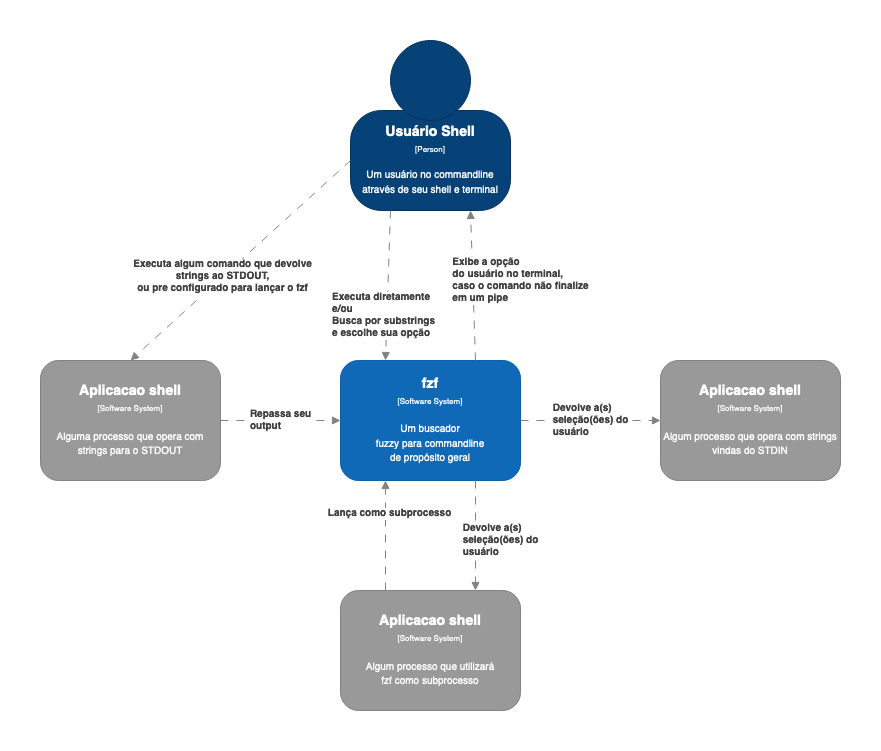 Usuário Shell
[Person]
Um usuário no commandline
através de seu shell e terminal
Executa algum comando que devolve
strings ao STDOUT,
ou pre configurado para lançar o fzf
Executa diretamente
e/ou
Busca por substrings
e escolhe sua opção
Exibe a opção
do usuário no terminal,
caso o comando não finalize
em um pipe
Aplicacao shell
[Software System]
Alguma processo que opera com
strings para o STDOUT
Repassa seu
output
fzf
[Software System]
Um buscador
fuzzy para commandline
de propósito geral
Devolve a(s)
seleção(ões) do
usuário
Aplicacao shell
[Software System]
Algum processo que opera com strings
vindas do STDIN
Lança como subprocesso
Devolve a(s)
seleção(ões) do
usuário
Aplicacao shell
[Software System]
Algum processo que utilizará
fzf como subprocesso